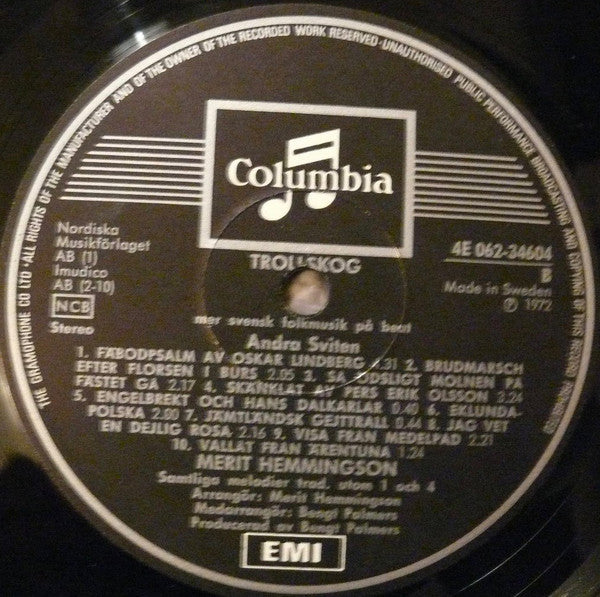 THE GRAMOPHONE CO LTD · ALL RIGHTS OF THE MANUFACTURER AND OF THE OWNER OF THE RECORDED WORK RESERVED · UNAUTHORISED PUBLIC PERFORMANCE, BROADCASTING AND COPYING OF THIS RECORD PROHIBITED
Columbia
Nordiska
Musikförlaget
AB (1)
Imudico
AB (2-10)
NCB
Stereo
4E 062-34604
B
Made in Sweden
℗ 1972
TROLLSKOG
mer svensk folkmusik på beat
Andra Sviten
1. FÄBODPSALM AV OSKAR LINDBERG 4.31 2. BRUDMARSCH
EFTER FLORSEN I BURS 2.05 3. SÅ ODSLIGT MOLNEN PÅ
FÄSTET GA 2.17 4. SKÄNKLÅT AV PERS ERIK OLSSON 3.24
5. ENGELBREKT OCH HANS DALKARLAR 0.40 6. EKLUNDA-
POLSKA 2.00 7. JÄMTLÄNDSK GEJTTRALL 0.44 8. JAG VET
EN DEJLIG ROSA 2.16 9. VISA FRÅN MEDELPAD 2.21
10. VALLÅT FRÅN ÄRENTUNA 1.24
MERIT HEMMINGSON
Samtliga melodier trad. utom 1 och 4
Arrangör: Merit Hemmingson
Medarrangör: Bengt Palmers
Producerad av Bengt Palmers
EMI